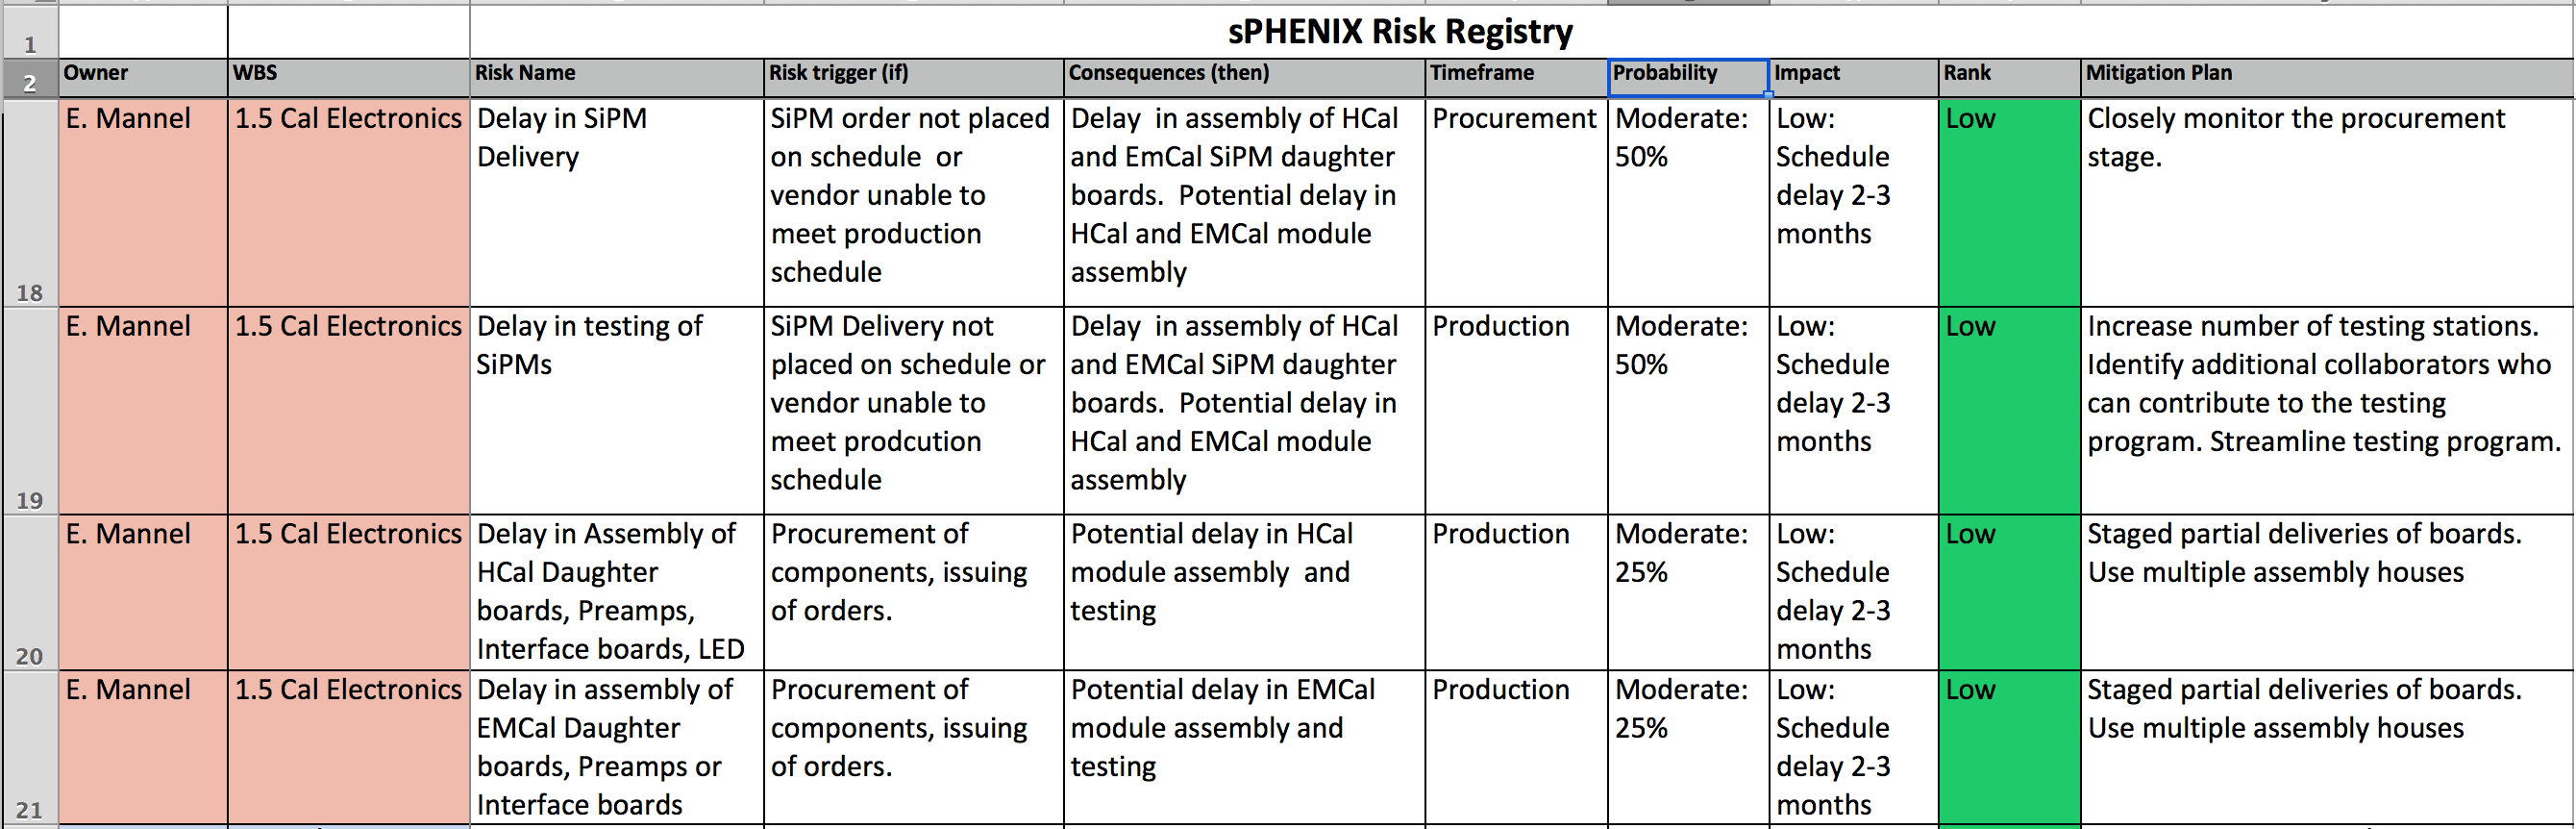 1 sPHENIX Risk Registry
2 Owner WBS Risk Name Risk trigger (if) Consequences (then) Timeframe Probability Impact Rank Mitigation Plan
E. Mannel 1.5 Cal Electronics Delay in SiPM SiPM order not placed Delay in assembly of HCal Procurement Moderate: Low: Low Closely monitor the procurement
Delivery on schedule or and EmCal SiPM daughter 50% Schedule stage.
vendor unable to boards. Potential delay in delay 2-3
meet production HCal and EMCal module months
18 schedule assembly
E. Mannel 1.5 Cal Electronics Delay in testing of SiPM Delivery not Delay in assembly of HCal Production Moderate: Low: Low Increase number of testing stations.
SiPMs placed on schedule or and EMCal SiPM daughter 50% Schedule Identify additional collaborators who
vendor unable to boards. Potential delay in delay 2-3 can contribute to the testing
meet prodcution HCal and EMCal module months program. Streamline testing program.
19 schedule assembly
E. Mannel 1.5 Cal Electronics Delay in Assembly of Procurement of Potential delay in HCal Production Moderate: Low: Low Staged partial deliveries of boards.
HCal Daughter components, issuing module assembly and 25% Schedule Use multiple assembly houses
boards, Preamps, of orders. testing delay 2-3
20 Interface boards, LED months
E. Mannel 1.5 Cal Electronics Delay in assembly of Procurement of Potential delay in EMCal Production Moderate: Low: Low Staged partial deliveries of boards.
EMCal Daughter components, issuing module assembly and 25% Schedule Use multiple assembly houses
boards, Preamps or of orders. testing delay 2-3
21 Interface boards months